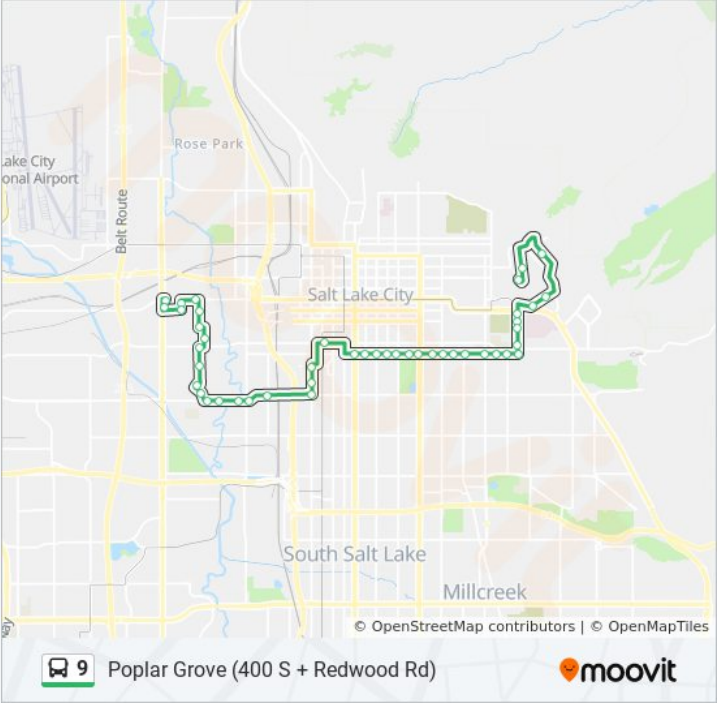 Rose Park
Lake City
onal Airport
Belt Route
Salt Lake City
South Salt Lake
Millcreek
way
© OpenStreetMap contributors | © OpenMapTiles
9 Poplar Grove (400 S + Redwood Rd)
moovit